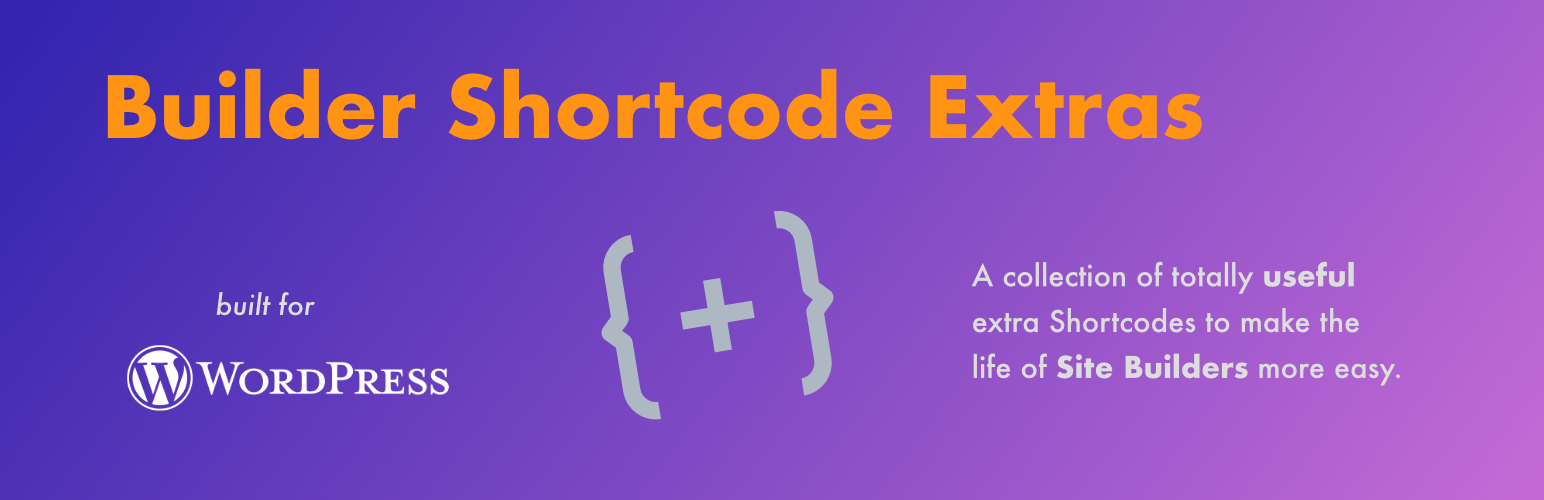 Builder Shortcode Extras
built for
WORDPRESS
{ + }
A collection of totally useful
extra Shortcodes to make the
life of Site Builders more easy.